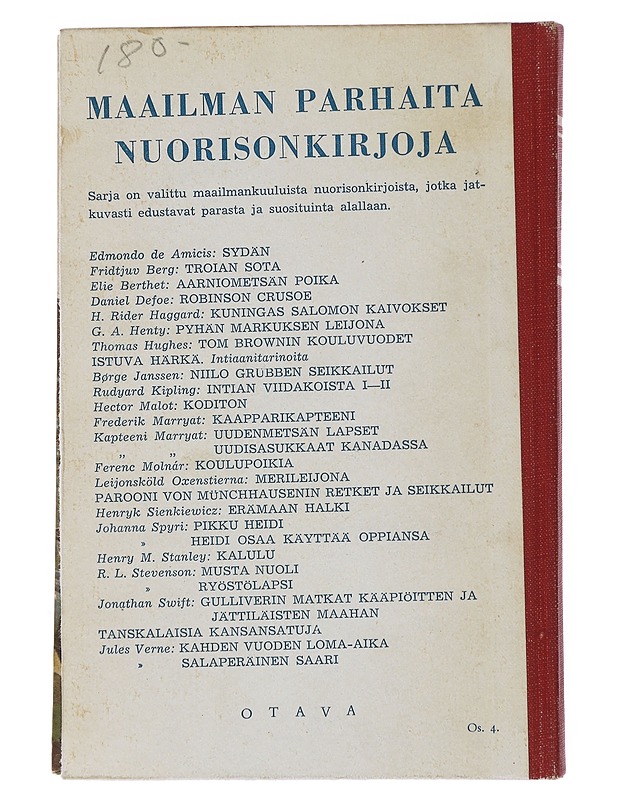 180-
MAAILMAN PARHAITA
NUORISONKIRJOJA
Sarja on valittu maailmankuuluista nuorisonkirjoista, jotka jat-
kuvasti edustavat parasta ja suosituinta alallaan.
Edmondo de Amicis: SYDÄN
Fridtjuv Berg: TROIAN SOTA
Elie Berthet: AARNIOMETSÄN POIKA
Daniel Defoe: ROBINSON CRUSOE
H. Rider Haggard: KUNINGAS SALOMON KAIVOKSET
G. A. Henty: PYHÄN MARKUKSEN LEIJONA
Thomas Hughes: TOM BROWNIN KOULUVUODET
ISTUVA HÄRKÄ. Intiaanitarinoita
Børge Janssen: NIILO GRUBBEN SEIKKAILUT
Rudyard Kipling: INTIAN VIIDAKOISTA I—II
Hector Malot: KODITON
Frederik Marryat: KAAPPARIKAPTEENI
Kapteeni Marryat: UUDENMETSÄN LAPSET
„ „ UUDISASUKKAAT KANADASSA
Ferenc Molnár: KOULUPOIKIA
Leijonsköld Oxenstierna: MERILEIJONA
PAROONI VON MÜNCHHAUSENIN RETKET JA SEIKKAILUT
Henryk Sienkiewicz: ERÄMAAN HALKI
Johanna Spyri: PIKKU HEIDI
» HEIDI OSAA KÄYTTÄÄ OPPIANSA
Henry M. Stanley: KALULU
R. L. Stevenson: MUSTA NUOLI
» RYÖSTÖLAPSI
Jonathan Swift: GULLIVERIN MATKAT KÄÄPIÖITTEN JA
JÄTTILÄISTEN MAAHAN
TANSKALAISIA KANSANSATUJA
Jules Verne: KAHDEN VUODEN LOMA-AIKA
» SALAPERÄINEN SAARI
OTAVA
Os. 4.